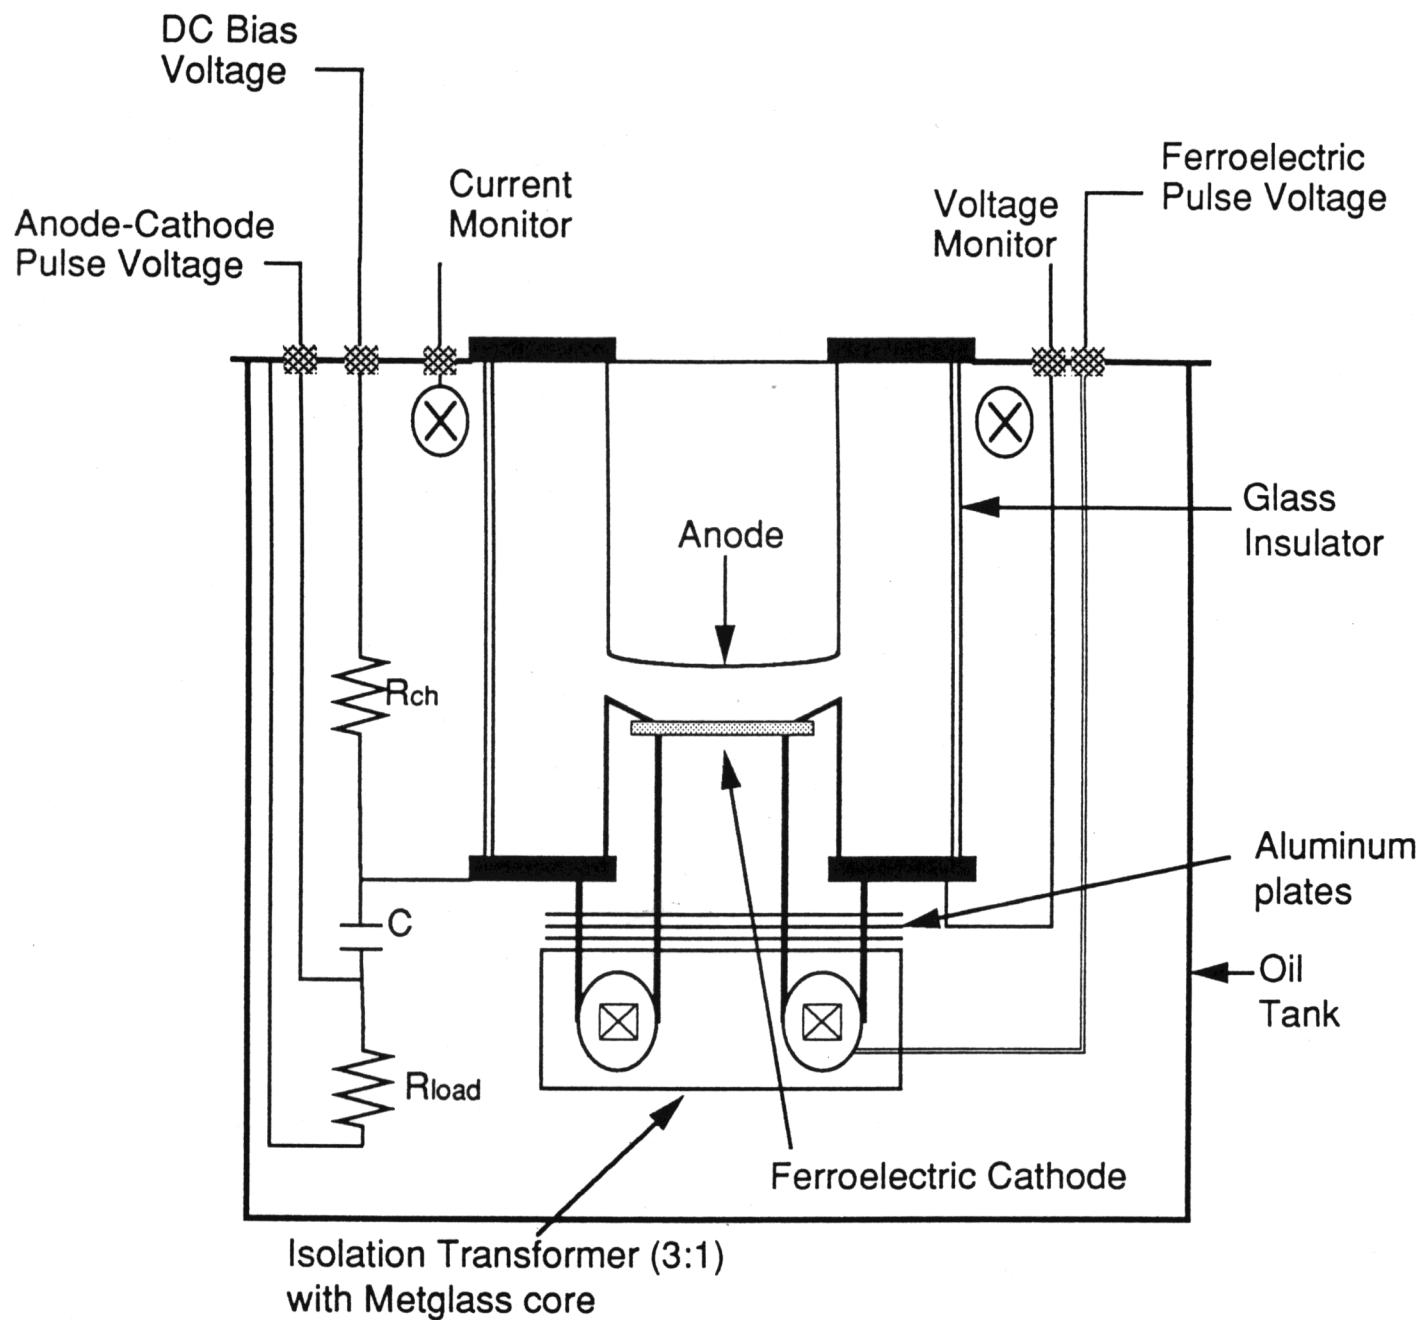 DC Bias
Voltage
Current
Monitor
Ferroelectric
Pulse Voltage
Voltage
Monitor
Anode-Cathode
Pulse Voltage
Glass
Insulator
Anode
Rch
Aluminum
plates
C
Oil
Tank
Rload
Ferroelectric Cathode
Isolation Transformer (3:1)
with Metglass core